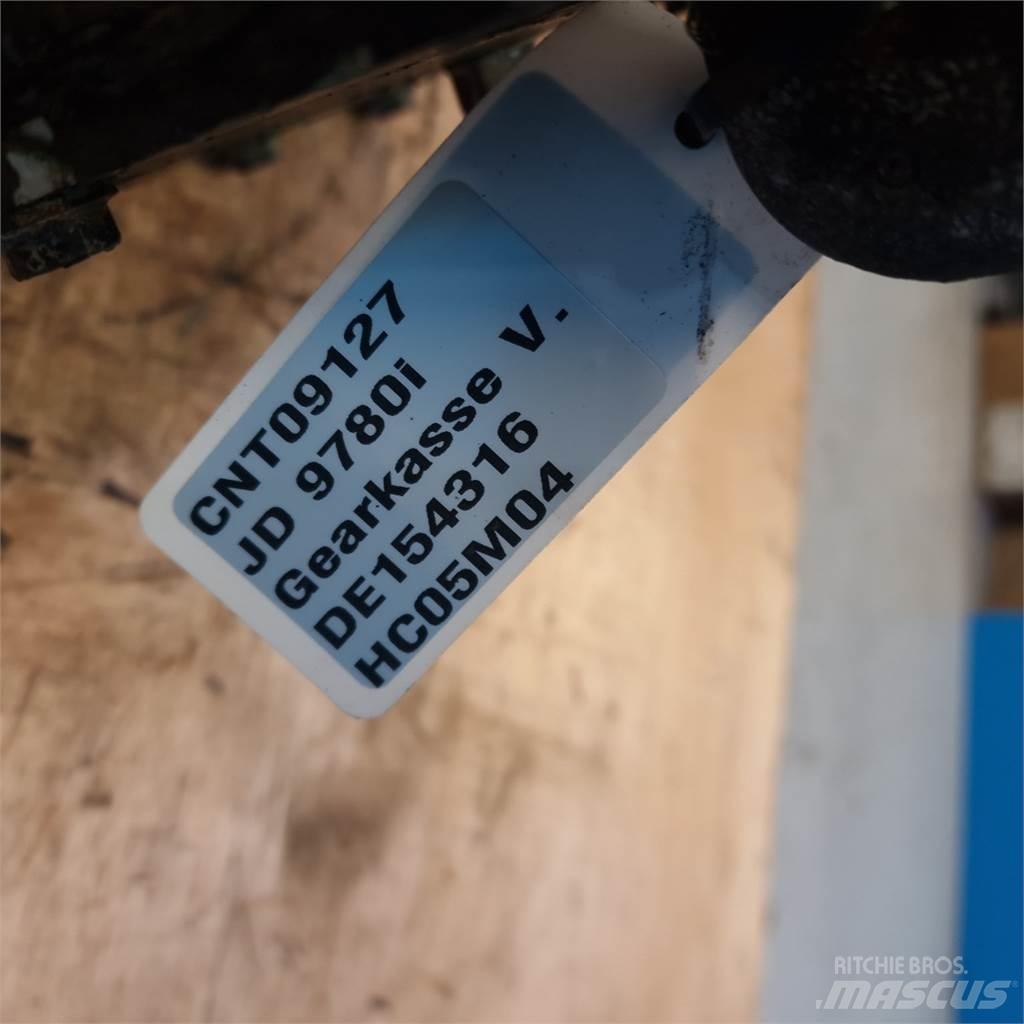 CNT09127
JD 9780i
Gearkasse V.
DE154316
HC05M04
RITCHIE BROS.
MASCUS